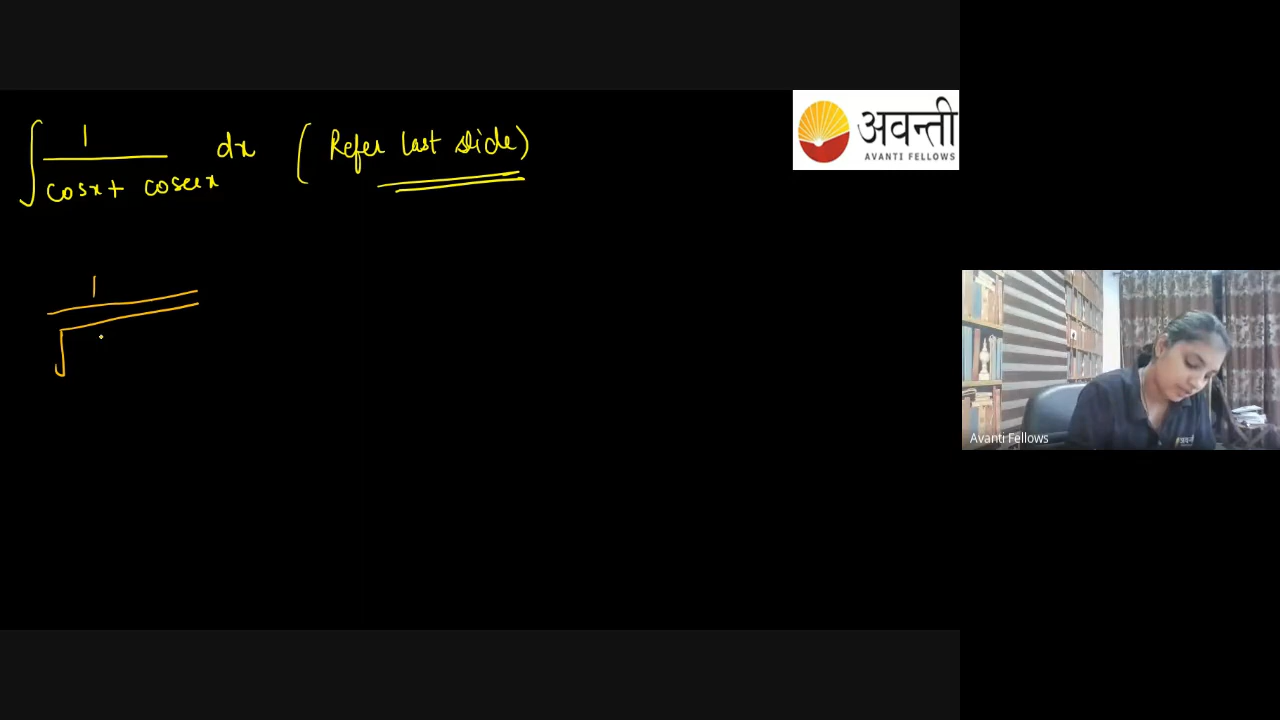 ∫ 1/(cosx + cosecx) dx (Refer last slide)
अवन्ती
AVANTI FELLOWS
1/√
Avanti Fellows